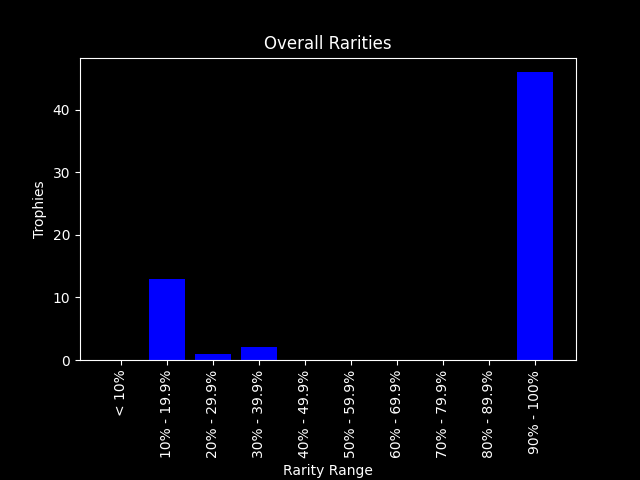 Overall Rarities
Trophies
40
30
20
10
0
< 10%
10% - 19.9%
20% - 29.9%
30% - 39.9%
40% - 49.9%
50% - 59.9%
60% - 69.9%
70% - 79.9%
80% - 89.9%
90% - 100%
Rarity Range